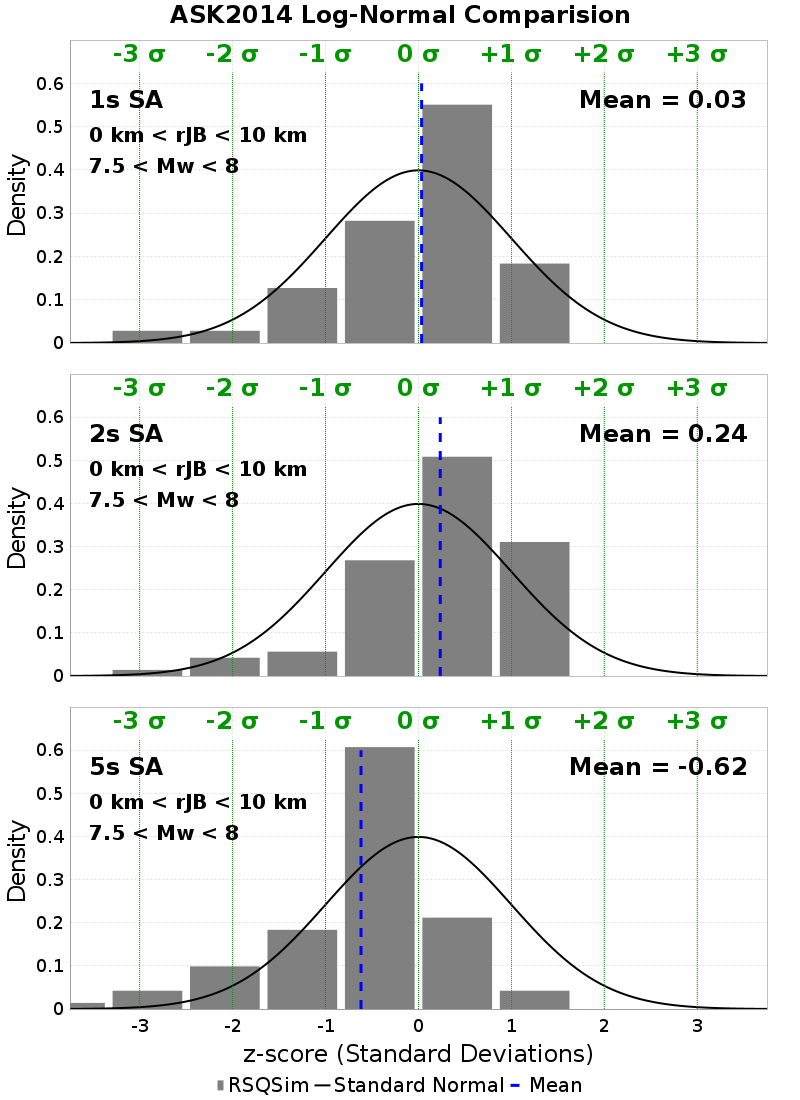 ASK2014 Log-Normal Comparision
-3 σ -2 σ -1 σ 0 σ +1 σ +2 σ +3 σ
0.6
1s SA
Mean = 0.03
0.5
0 km < rJB < 10 km
7.5 < Mw < 8
0.4
Density
0.3
0.2
0.1
0
-3 σ -2 σ -1 σ 0 σ +1 σ +2 σ +3 σ
0.6
2s SA
Mean = 0.24
0.5
0 km < rJB < 10 km
7.5 < Mw < 8
0.4
Density
0.3
0.2
0.1
0
-3 σ -2 σ -1 σ 0 σ +1 σ +2 σ +3 σ
0.6
5s SA
Mean = -0.62
0.5
0 km < rJB < 10 km
7.5 < Mw < 8
0.4
Density
0.3
0.2
0.1
0
-3 -2 -1 0 1 2 3
z-score (Standard Deviations)
RSQSim Standard Normal Mean